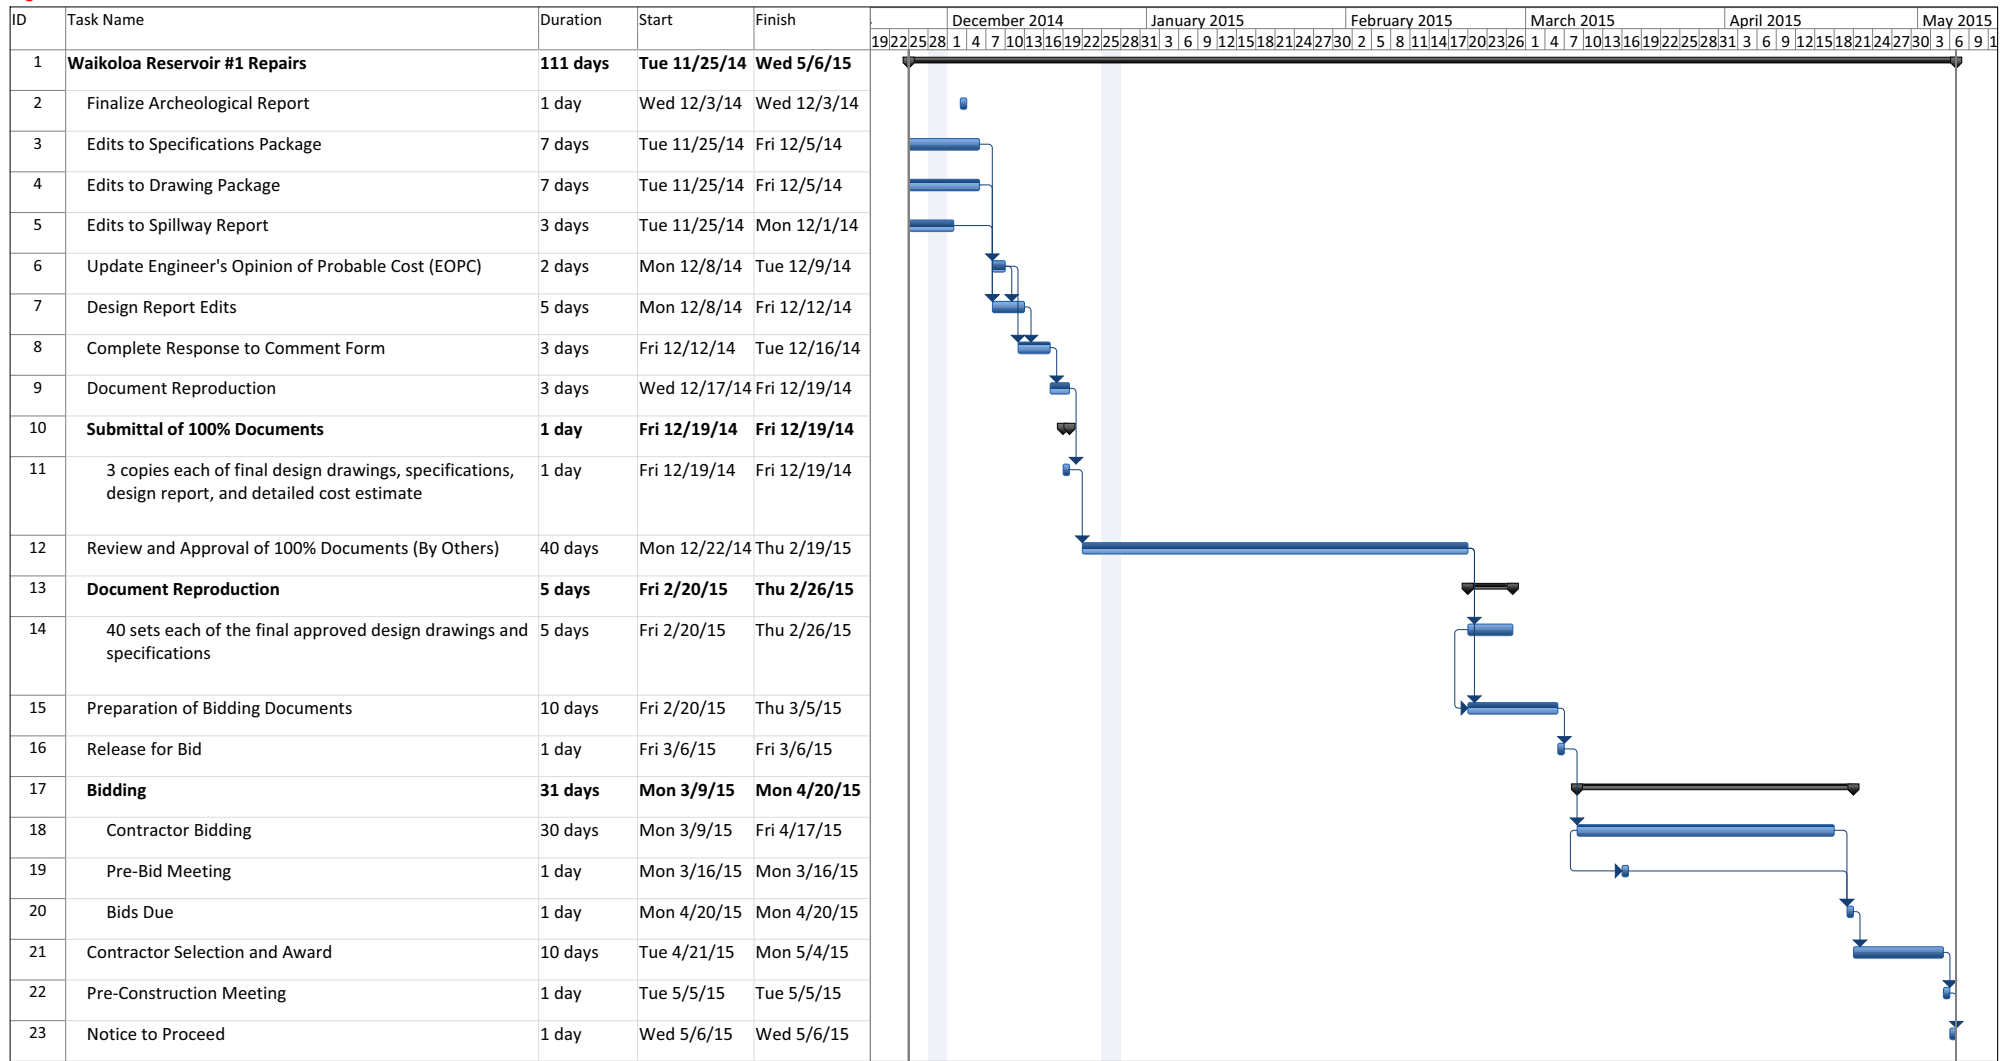 ID Task Name Duration Start Finish December 2014 January 2015 February 2015 March 2015 April 2015 May 2015
19 22 25 28 1 4 7 10 13 16 19 22 25 28 31 3 6 9 12 15 18 21 24 27 30 2 5 8 11 14 17 20 23 26 1 4 7 10 13 16 19 22 25 28 31 3 6 9 12 15 18 21 24 27 30 3 6 9 1
1 Waikoloa Reservoir #1 Repairs 111 days Tue 11/25/14 Wed 5/6/15
2 Finalize Archeological Report 1 day Wed 12/3/14 Wed 12/3/14
3 Edits to Specifications Package 7 days Tue 11/25/14 Fri 12/5/14
4 Edits to Drawing Package 7 days Tue 11/25/14 Fri 12/5/14
5 Edits to Spillway Report 3 days Tue 11/25/14 Mon 12/1/14
6 Update Engineer's Opinion of Probable Cost (EOPC) 2 days Mon 12/8/14 Tue 12/9/14
7 Design Report Edits 5 days Mon 12/8/14 Fri 12/12/14
8 Complete Response to Comment Form 3 days Fri 12/12/14 Tue 12/16/14
9 Document Reproduction 3 days Wed 12/17/14 Fri 12/19/14
10 Submittal of 100% Documents 1 day Fri 12/19/14 Fri 12/19/14
11 3 copies each of final design drawings, specifications, 1 day Fri 12/19/14 Fri 12/19/14
design report, and detailed cost estimate
12 Review and Approval of 100% Documents (By Others) 40 days Mon 12/22/14 Thu 2/19/15
13 Document Reproduction 5 days Fri 2/20/15 Thu 2/26/15
14 40 sets each of the final approved design drawings and 5 days Fri 2/20/15 Thu 2/26/15
specifications
15 Preparation of Bidding Documents 10 days Fri 2/20/15 Thu 3/5/15
16 Release for Bid 1 day Fri 3/6/15 Fri 3/6/15
17 Bidding 31 days Mon 3/9/15 Mon 4/20/15
18 Contractor Bidding 30 days Mon 3/9/15 Fri 4/17/15
19 Pre-Bid Meeting 1 day Mon 3/16/15 Mon 3/16/15
20 Bids Due 1 day Mon 4/20/15 Mon 4/20/15
21 Contractor Selection and Award 10 days Tue 4/21/15 Mon 5/4/15
22 Pre-Construction Meeting 1 day Tue 5/5/15 Tue 5/5/15
23 Notice to Proceed 1 day Wed 5/6/15 Wed 5/6/15